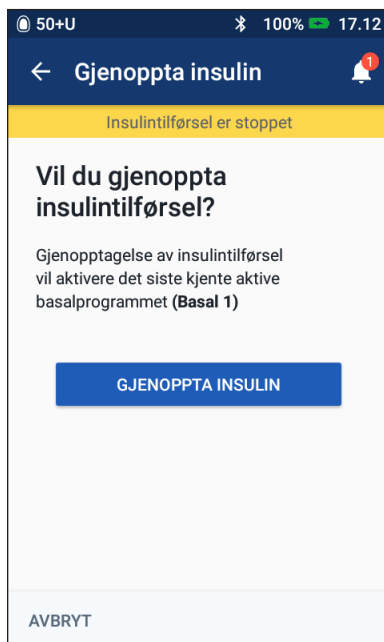 50+U 100% 17.12
Gjenoppta insulin 1
Insulintilførsel er stoppet
Vil du gjenoppta
insulintilførsel?
Gjenopptagelse av insulintilførsel
vil aktivere det siste kjente aktive
basalprogrammet (Basal 1)
GJENOPPTA INSULIN
AVBRYT